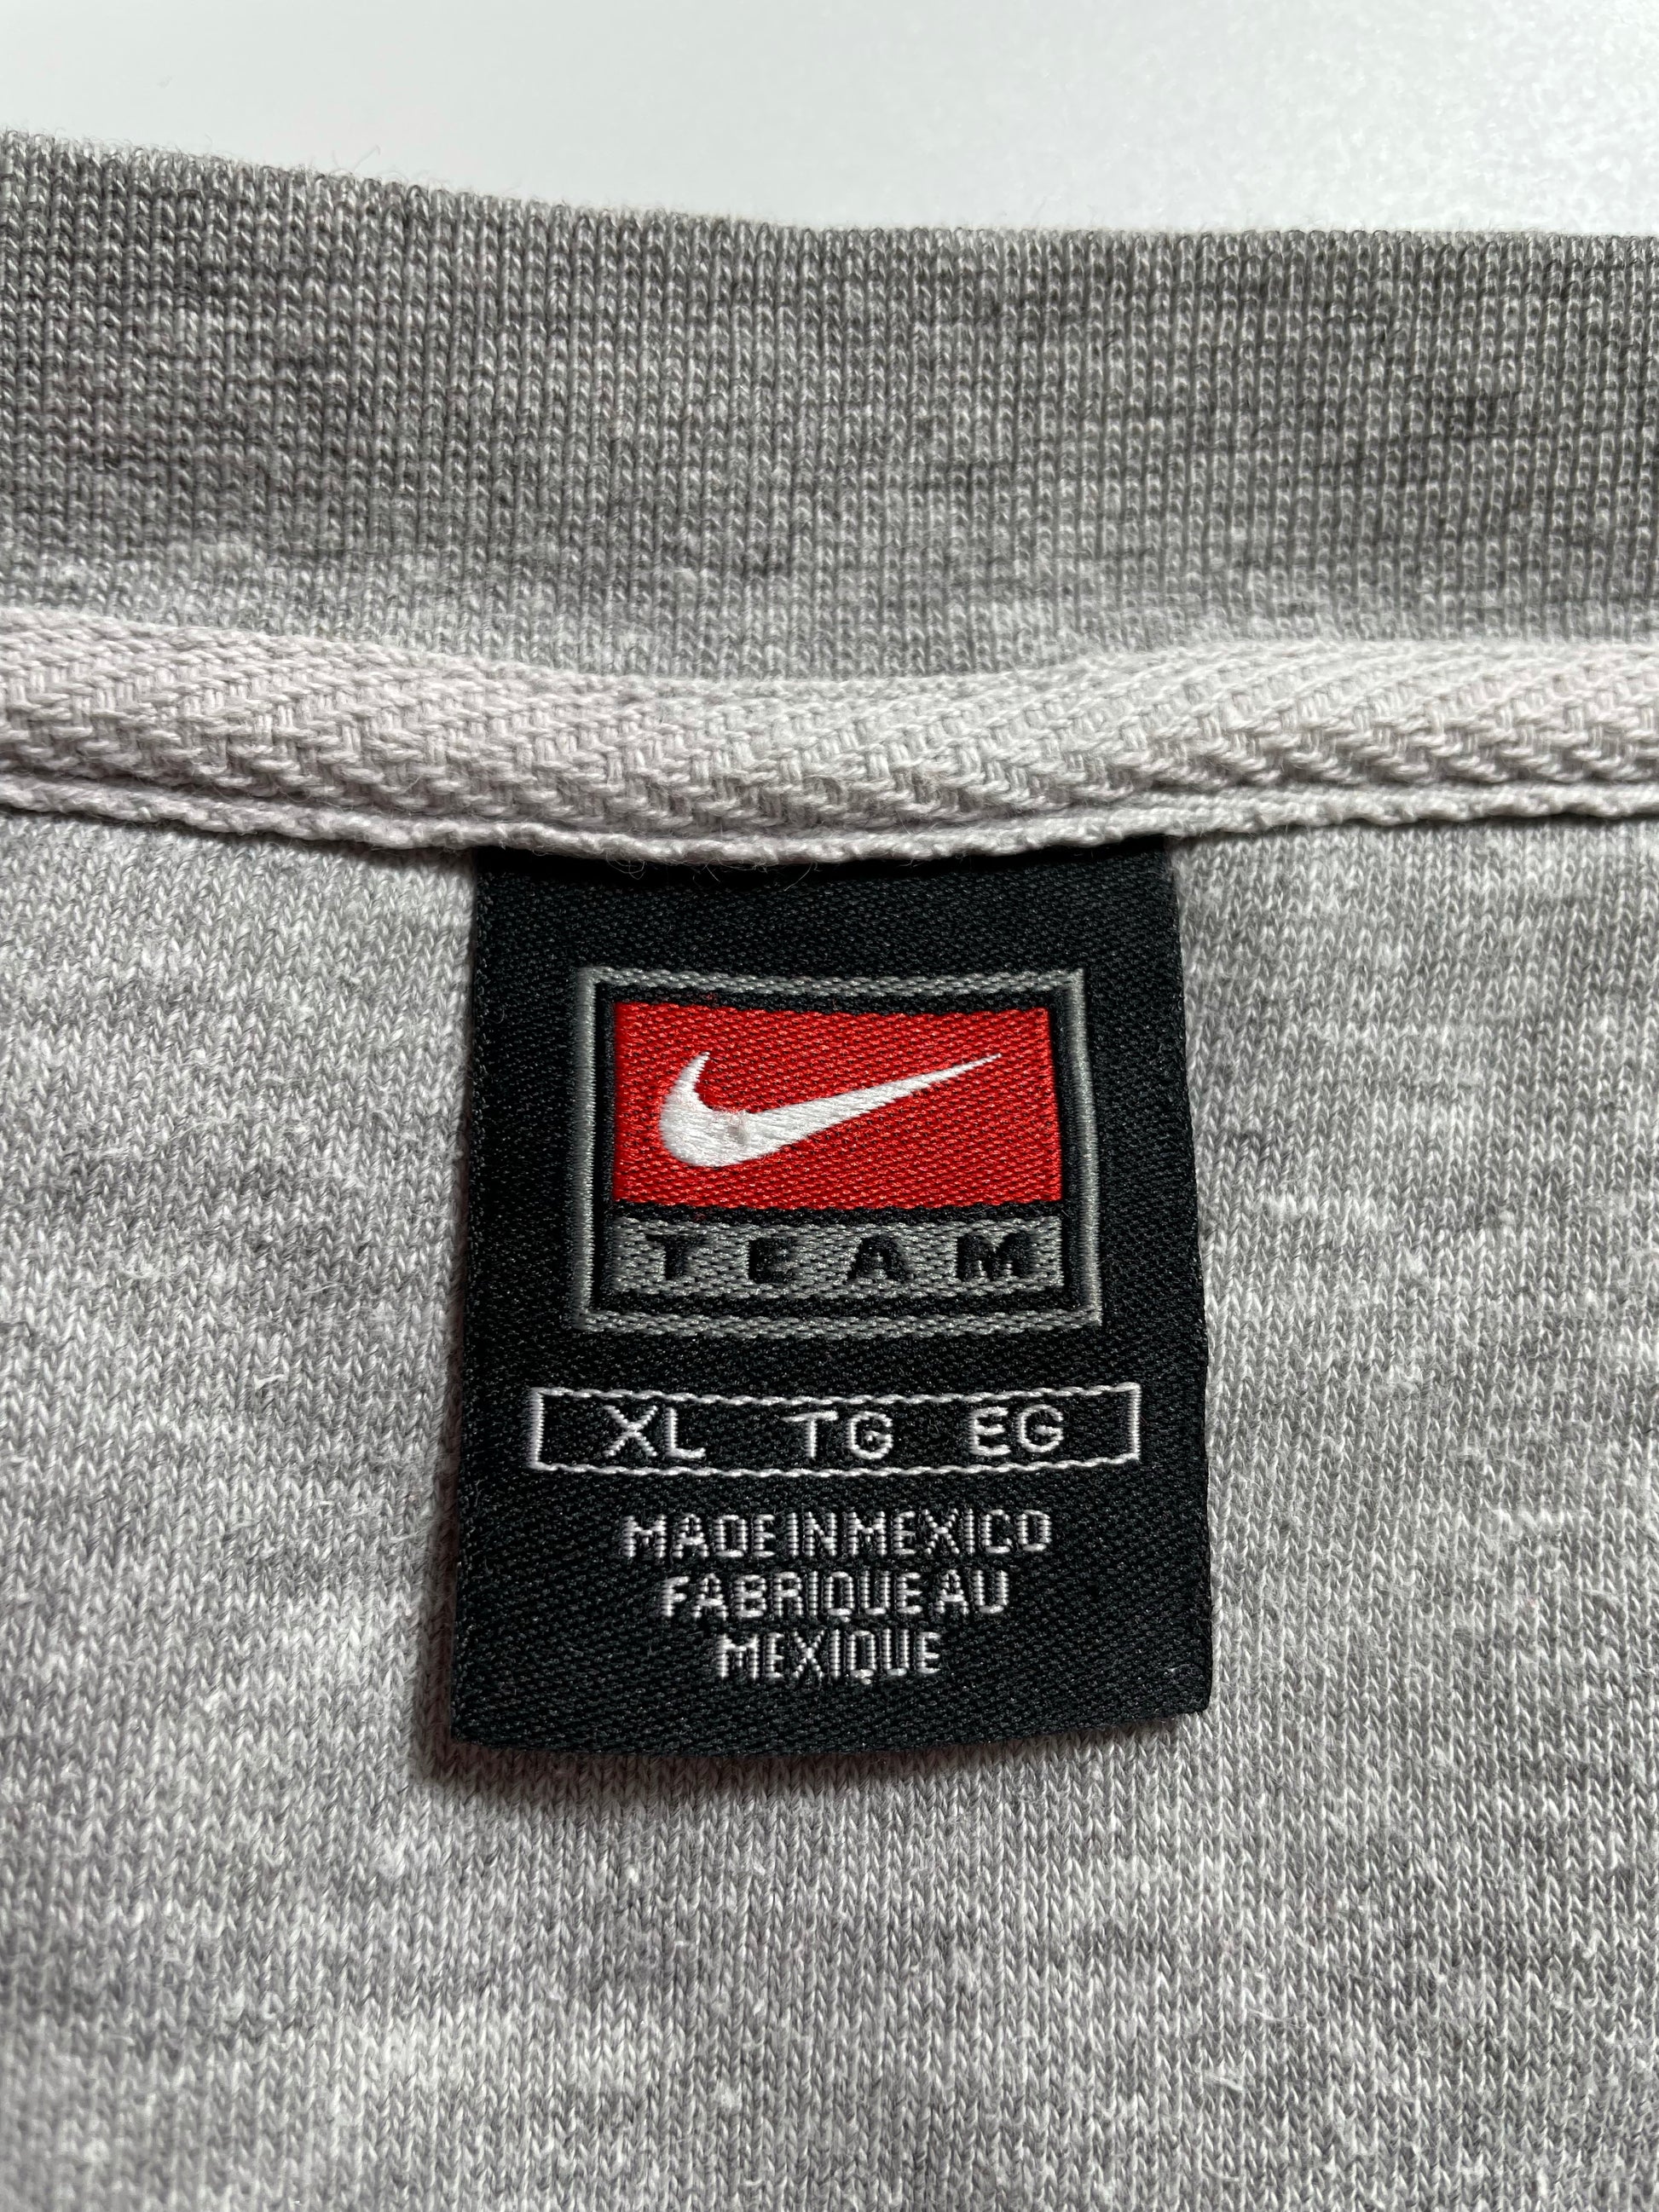 TEAM
XL TG EG
MADE IN MEXICO
FABRIQUE AU
MEXIQUE